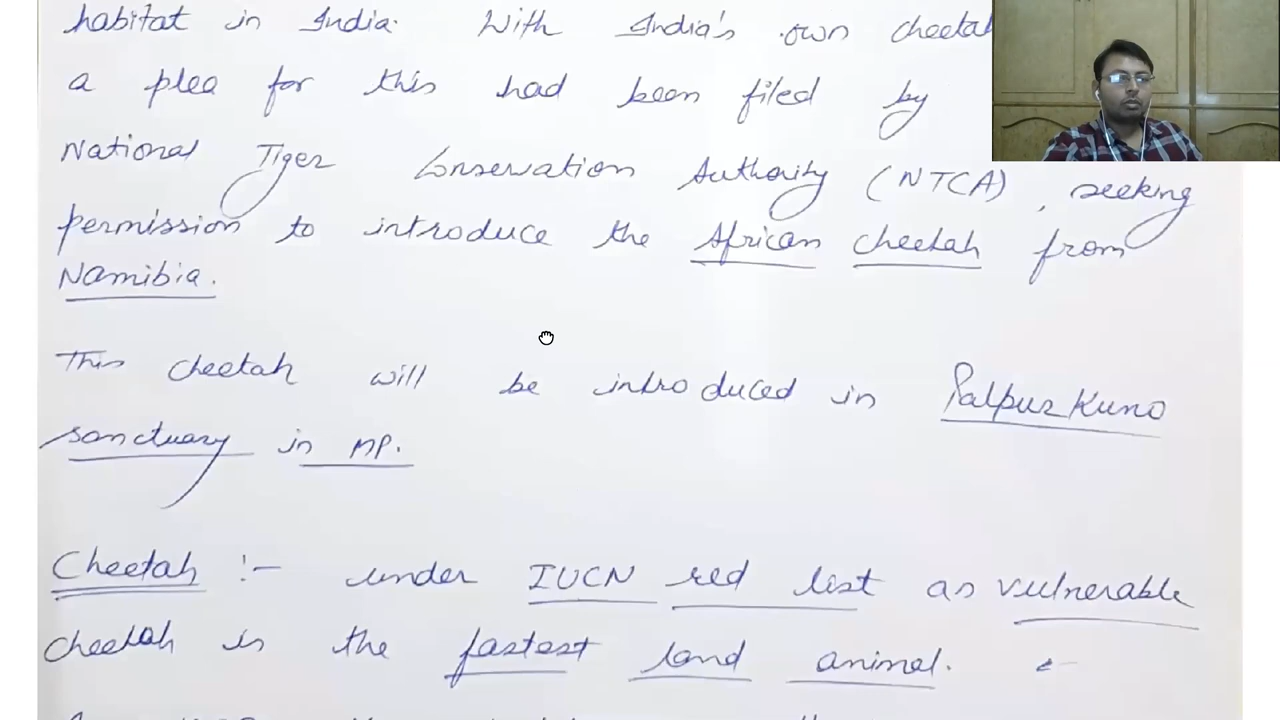 habitat in India. With India's own cheetah
a plea for this had been filed by
National Tiger Conservation Authority (NTCA), seeking
permission to introduce the African cheetah from
Namibia.
This cheetah will be introduced in Palpur Kuno
sanctuary in MP.
Cheetah :- under IUCN red list as vulnerable
cheetah is the fastest land animal.